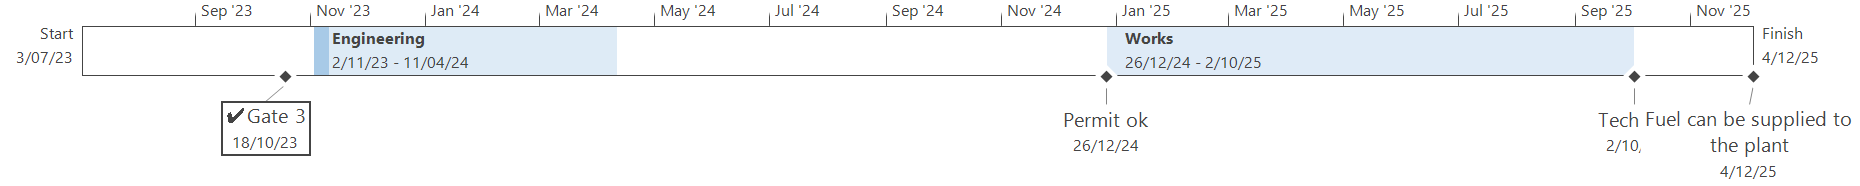 Sep '23 Nov '23 Jan '24 Mar '24 May '24 Jul '24 Sep '24 Nov '24 Jan '25 Mar '25 May '25 Jul '25 Sep '25 Nov '25
Start
3/07/23
Engineering
2/11/23 - 11/04/24
Works
26/12/24 - 2/10/25
Finish
4/12/25
✔Gate 3
18/10/23
Permit ok
26/12/24
Tech
2/10/
Fuel can be supplied to
the plant
4/12/25